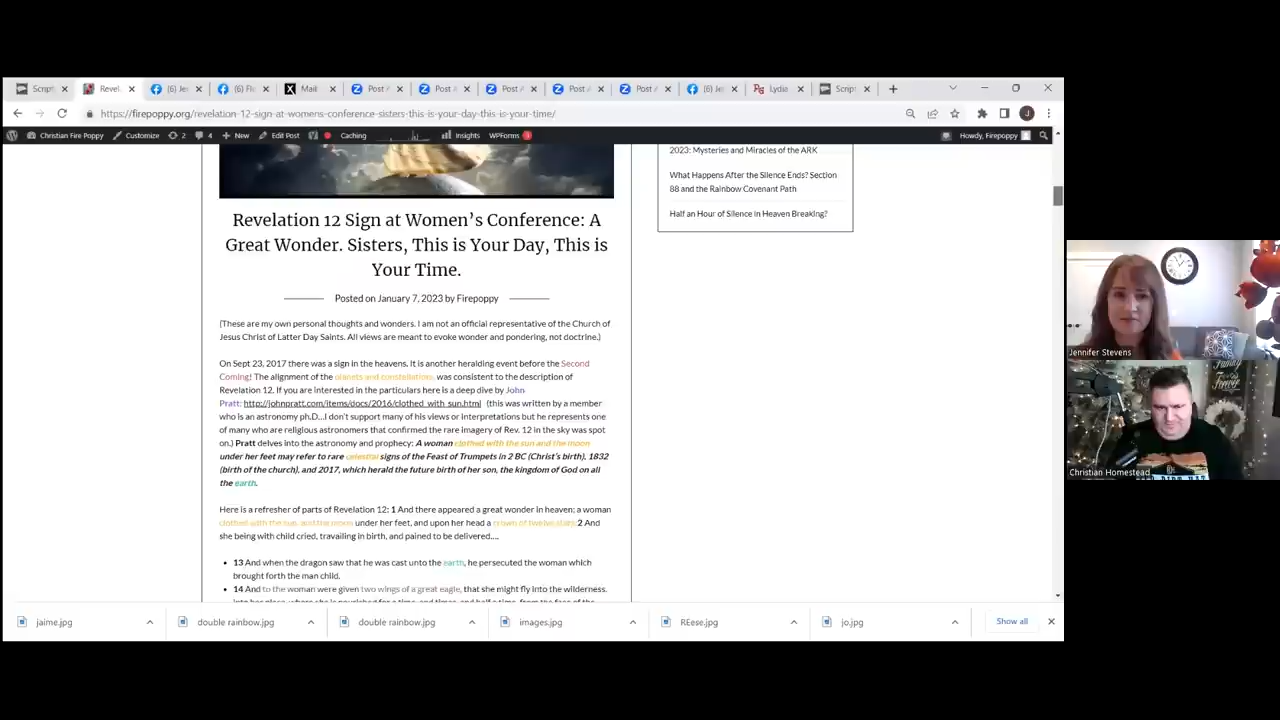 Script
Revel
(6) Je
(6) Fl
Mail
Post A
Post A
Post A
Post A
Post A
(6) Je
Lydia
Script
https://firepoppy.org/revelation-12-sign-at-womens-conference-sisters-this-is-your-day-this-is-your-time/
Christian Fire Poppy Customize 2 4 New Edit Post Caching Insights WPForms Howdy, Firepoppy
2023: Mysteries and Miracles of the ARK
What Happens After the Silence Ends? Section
88 and the Rainbow Covenant Path
Half an Hour of Silence in Heaven Breaking?
Revelation 12 Sign at Women's Conference: A
Great Wonder. Sisters, This is Your Day, This is
Your Time.
Posted on January 7, 2023 by Firepoppy
(These are my own personal thoughts and wonders. I am not an official representative of the Church of
Jesus Christ of Latter Day Saints. All views are meant to evoke wonder and pondering, not doctrine.)
On Sept 23, 2017 there was a sign in the heavens. It is another heralding event before the Second
Coming! The alignment of the planets and constellations, was consistent to the description of
Revelation 12. If you are interested in the particulars here is a deep dive by John
Pratt: http://johnpratt.com/items/docs/2016/clothed_with_sun.html (this was written by a member
who is an astronomy ph.D...I don't support many of his views or interpretations but he represents one
of many who are religious astronomers that confirmed the rare imagery of Rev. 12 in the sky was spot
on.) Pratt delves into the astronomy and prophecy: A woman clothed with the sun and the moon
under her feet may refer to rare celestial signs of the Feast of Trumpets in 2 BC (Christ's birth), 1832
(birth of the church), and 2017, which herald the future birth of her son, the kingdom of God on all
the earth.
Here is a refresher of parts of Revelation 12: 1 And there appeared a great wonder in heaven; a woman
clothed with the sun, and the moon under her feet, and upon her head a crown of twelve stars: 2 And
she being with child cried, travailing in birth, and pained to be delivered....
13 And when the dragon saw that he was cast unto the earth, he persecuted the woman which
brought forth the man child.
14 And to the woman were given two wings of a great eagle, that she might fly into the wilderness,
jaime.jpg
double rainbow.jpg
double rainbow.jpg
images.jpg
REese.jpg
jo.jpg
Show all
Jennifer Stevens
Christian Homestead